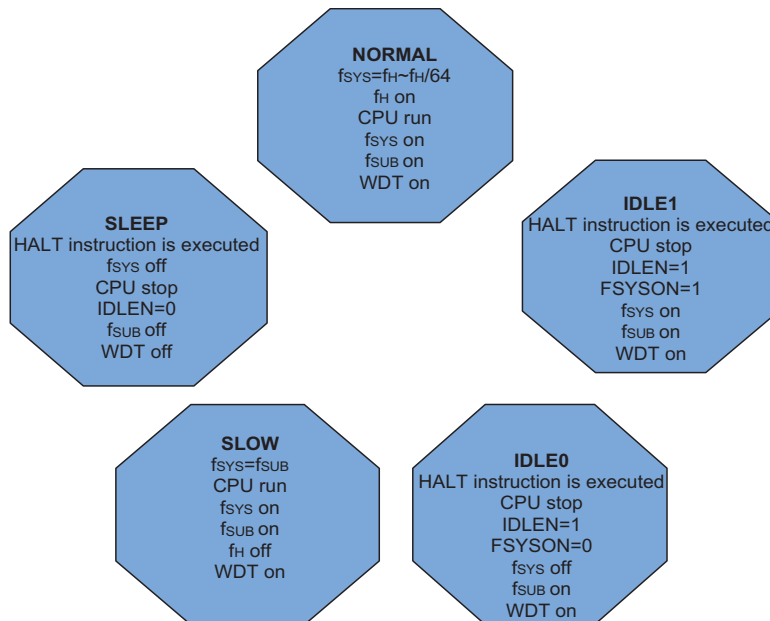 NORMAL
fSYS=fH~fH/64
fH on
CPU run
fSYS on
fSUB on
WDT on
SLEEP
HALT instruction is executed
fSYS off
CPU stop
IDLEN=0
fSUB off
WDT off
IDLE1
HALT instruction is executed
CPU stop
IDLEN=1
FSYSON=1
fSYS on
fSUB on
WDT on
SLOW
fSYS=fSUB
CPU run
fSYS on
fSUB on
fH off
WDT on
IDLE0
HALT instruction is executed
CPU stop
IDLEN=1
FSYSON=0
fSYS off
fSUB on
WDT on